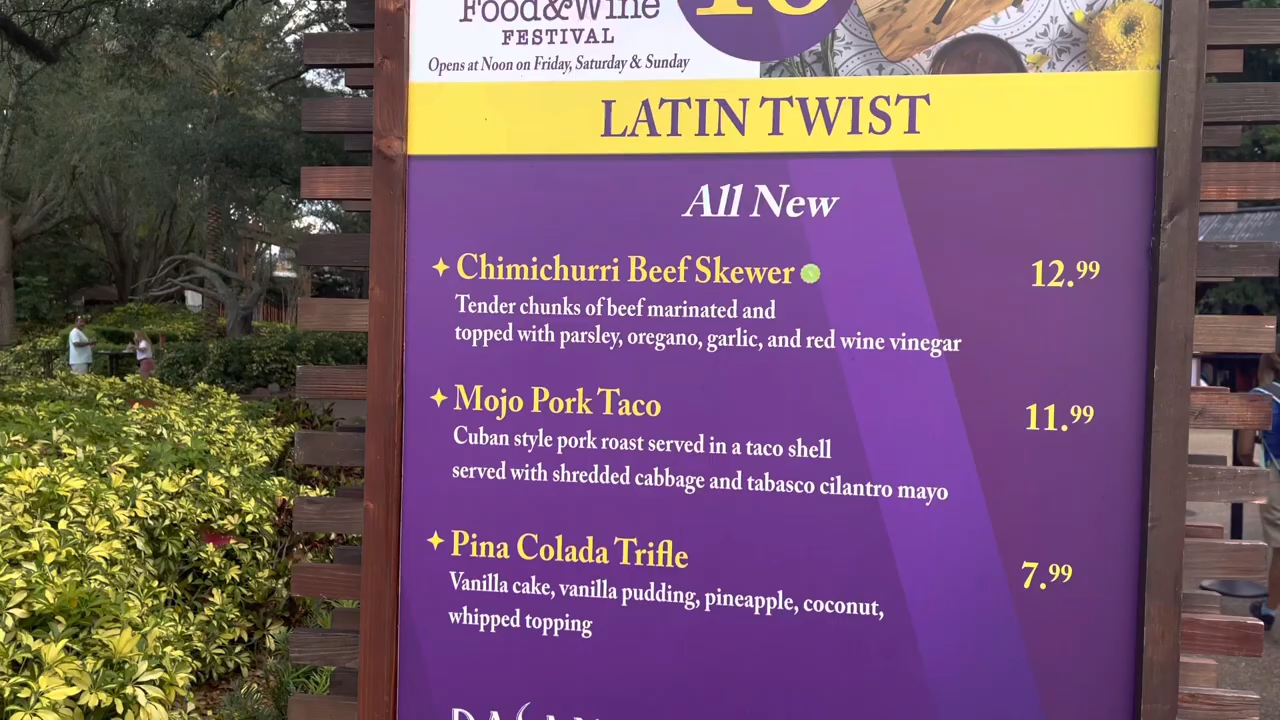 Food&Wine
FESTIVAL
Opens at Noon on Friday, Saturday & Sunday
LATIN TWIST
All New
Chimichurri Beef Skewer 12.99
Tender chunks of beef marinated and
topped with parsley, oregano, garlic, and red wine vinegar
Mojo Pork Taco 11.99
Cuban style pork roast served in a taco shell
served with shredded cabbage and tabasco cilantro mayo
Pina Colada Trifle 7.99
Vanilla cake, vanilla pudding, pineapple, coconut,
whipped topping